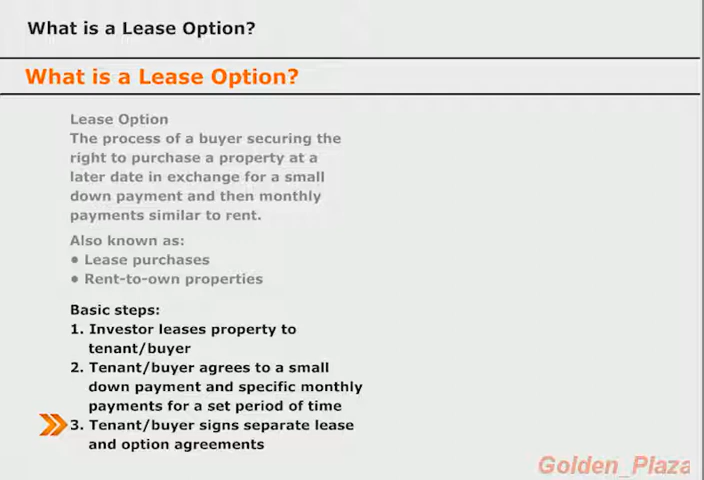 What is a Lease Option?
What is a Lease Option?
Lease Option
The process of a buyer securing the
right to purchase a property at a
later date in exchange for a small
down payment and then monthly
payments similar to rent.
Also known as:
• Lease purchases
• Rent-to-own properties
Basic steps:
1. Investor leases property to
tenant/buyer
2. Tenant/buyer agrees to a small
down payment and specific monthly
payments for a set period of time
3. Tenant/buyer signs separate lease
and option agreements
Golden_Plaza